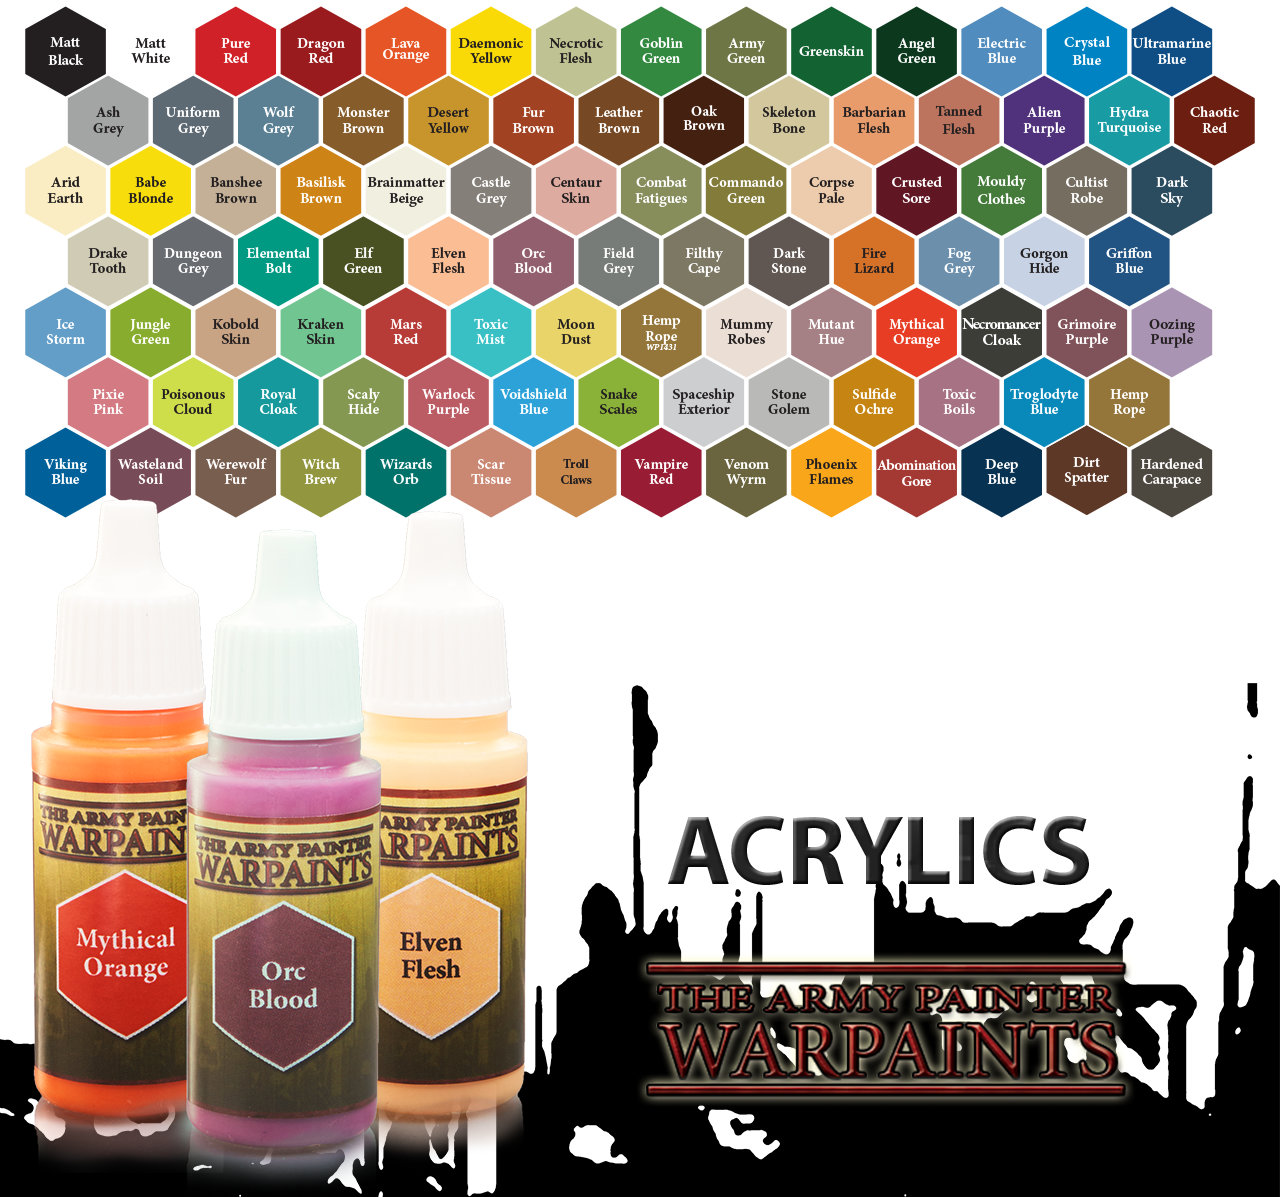 Matt
Black
Matt
White
Pure
Red
Dragon
Red
Lava
Orange
Daemonic
Yellow
Necrotic
Flesh
Goblin
Green
Army
Green
Greenskin
Angel
Green
Electric
Blue
Crystal
Blue
Ultramarine
Blue
Ash
Grey
Uniform
Grey
Wolf
Grey
Monster
Brown
Desert
Yellow
Fur
Brown
Leather
Brown
Oak
Brown
Skeleton
Bone
Barbarian
Flesh
Tanned
Flesh
Alien
Purple
Hydra
Turquoise
Chaotic
Red
Arid
Earth
Babe
Blonde
Banshee
Brown
Basilisk
Brown
Brainmatter
Beige
Castle
Grey
Centaur
Skin
Combat
Fatigues
Commando
Green
Corpse
Pale
Crusted
Sore
Mouldy
Clothes
Cultist
Robe
Dark
Sky
Drake
Tooth
Dungeon
Grey
Elemental
Bolt
Elf
Green
Elven
Flesh
Orc
Blood
Field
Grey
Filthy
Cape
Dark
Stone
Fire
Lizard
Fog
Grey
Gorgon
Hide
Griffon
Blue
Ice
Storm
Jungle
Green
Kobold
Skin
Kraken
Skin
Mars
Red
Toxic
Mist
Moon
Dust
Hemp
Rope
WP1431
Mummy
Robes
Mutant
Hue
Mythical
Orange
Necromancer
Cloak
Grimoire
Purple
Oozing
Purple
Pixie
Pink
Poisonous
Cloud
Royal
Cloak
Scaly
Hide
Warlock
Purple
Voidshield
Blue
Snake
Scales
Spaceship
Exterior
Stone
Golem
Sulfide
Ochre
Toxic
Boils
Troglodyte
Blue
Hemp
Rope
Viking
Blue
Wasteland
Soil
Werewolf
Fur
Witch
Brew
Wizards
Orb
Scar
Tissue
Troll
Claws
Vampire
Red
Venom
Wyrm
Phoenix
Flames
Abomination
Gore
Deep
Blue
Dirt
Spatter
Hardened
Carapace
THE ARMY PAIN
WARPAIN
Mythical
Orange
THE ARMY PAINTER
WARPAINTS
Orc
Blood
ARMY PAINTER
ARPAINTS
Elven
Flesh
ACRYLICS
THE ARMY PAINTER
WARPAINTS